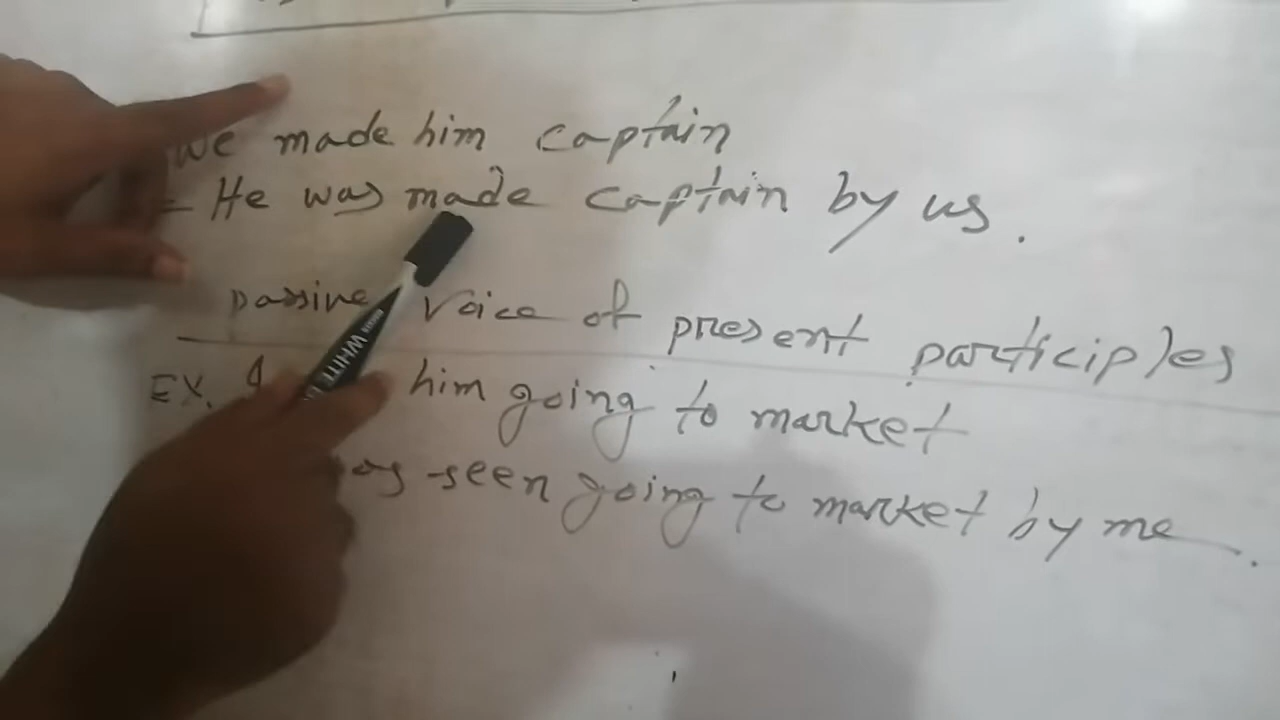 we made him captain
- He was made captain by us.
passive voice of present participles
Ex. I him going to market
seen going to market by me.
WHITE